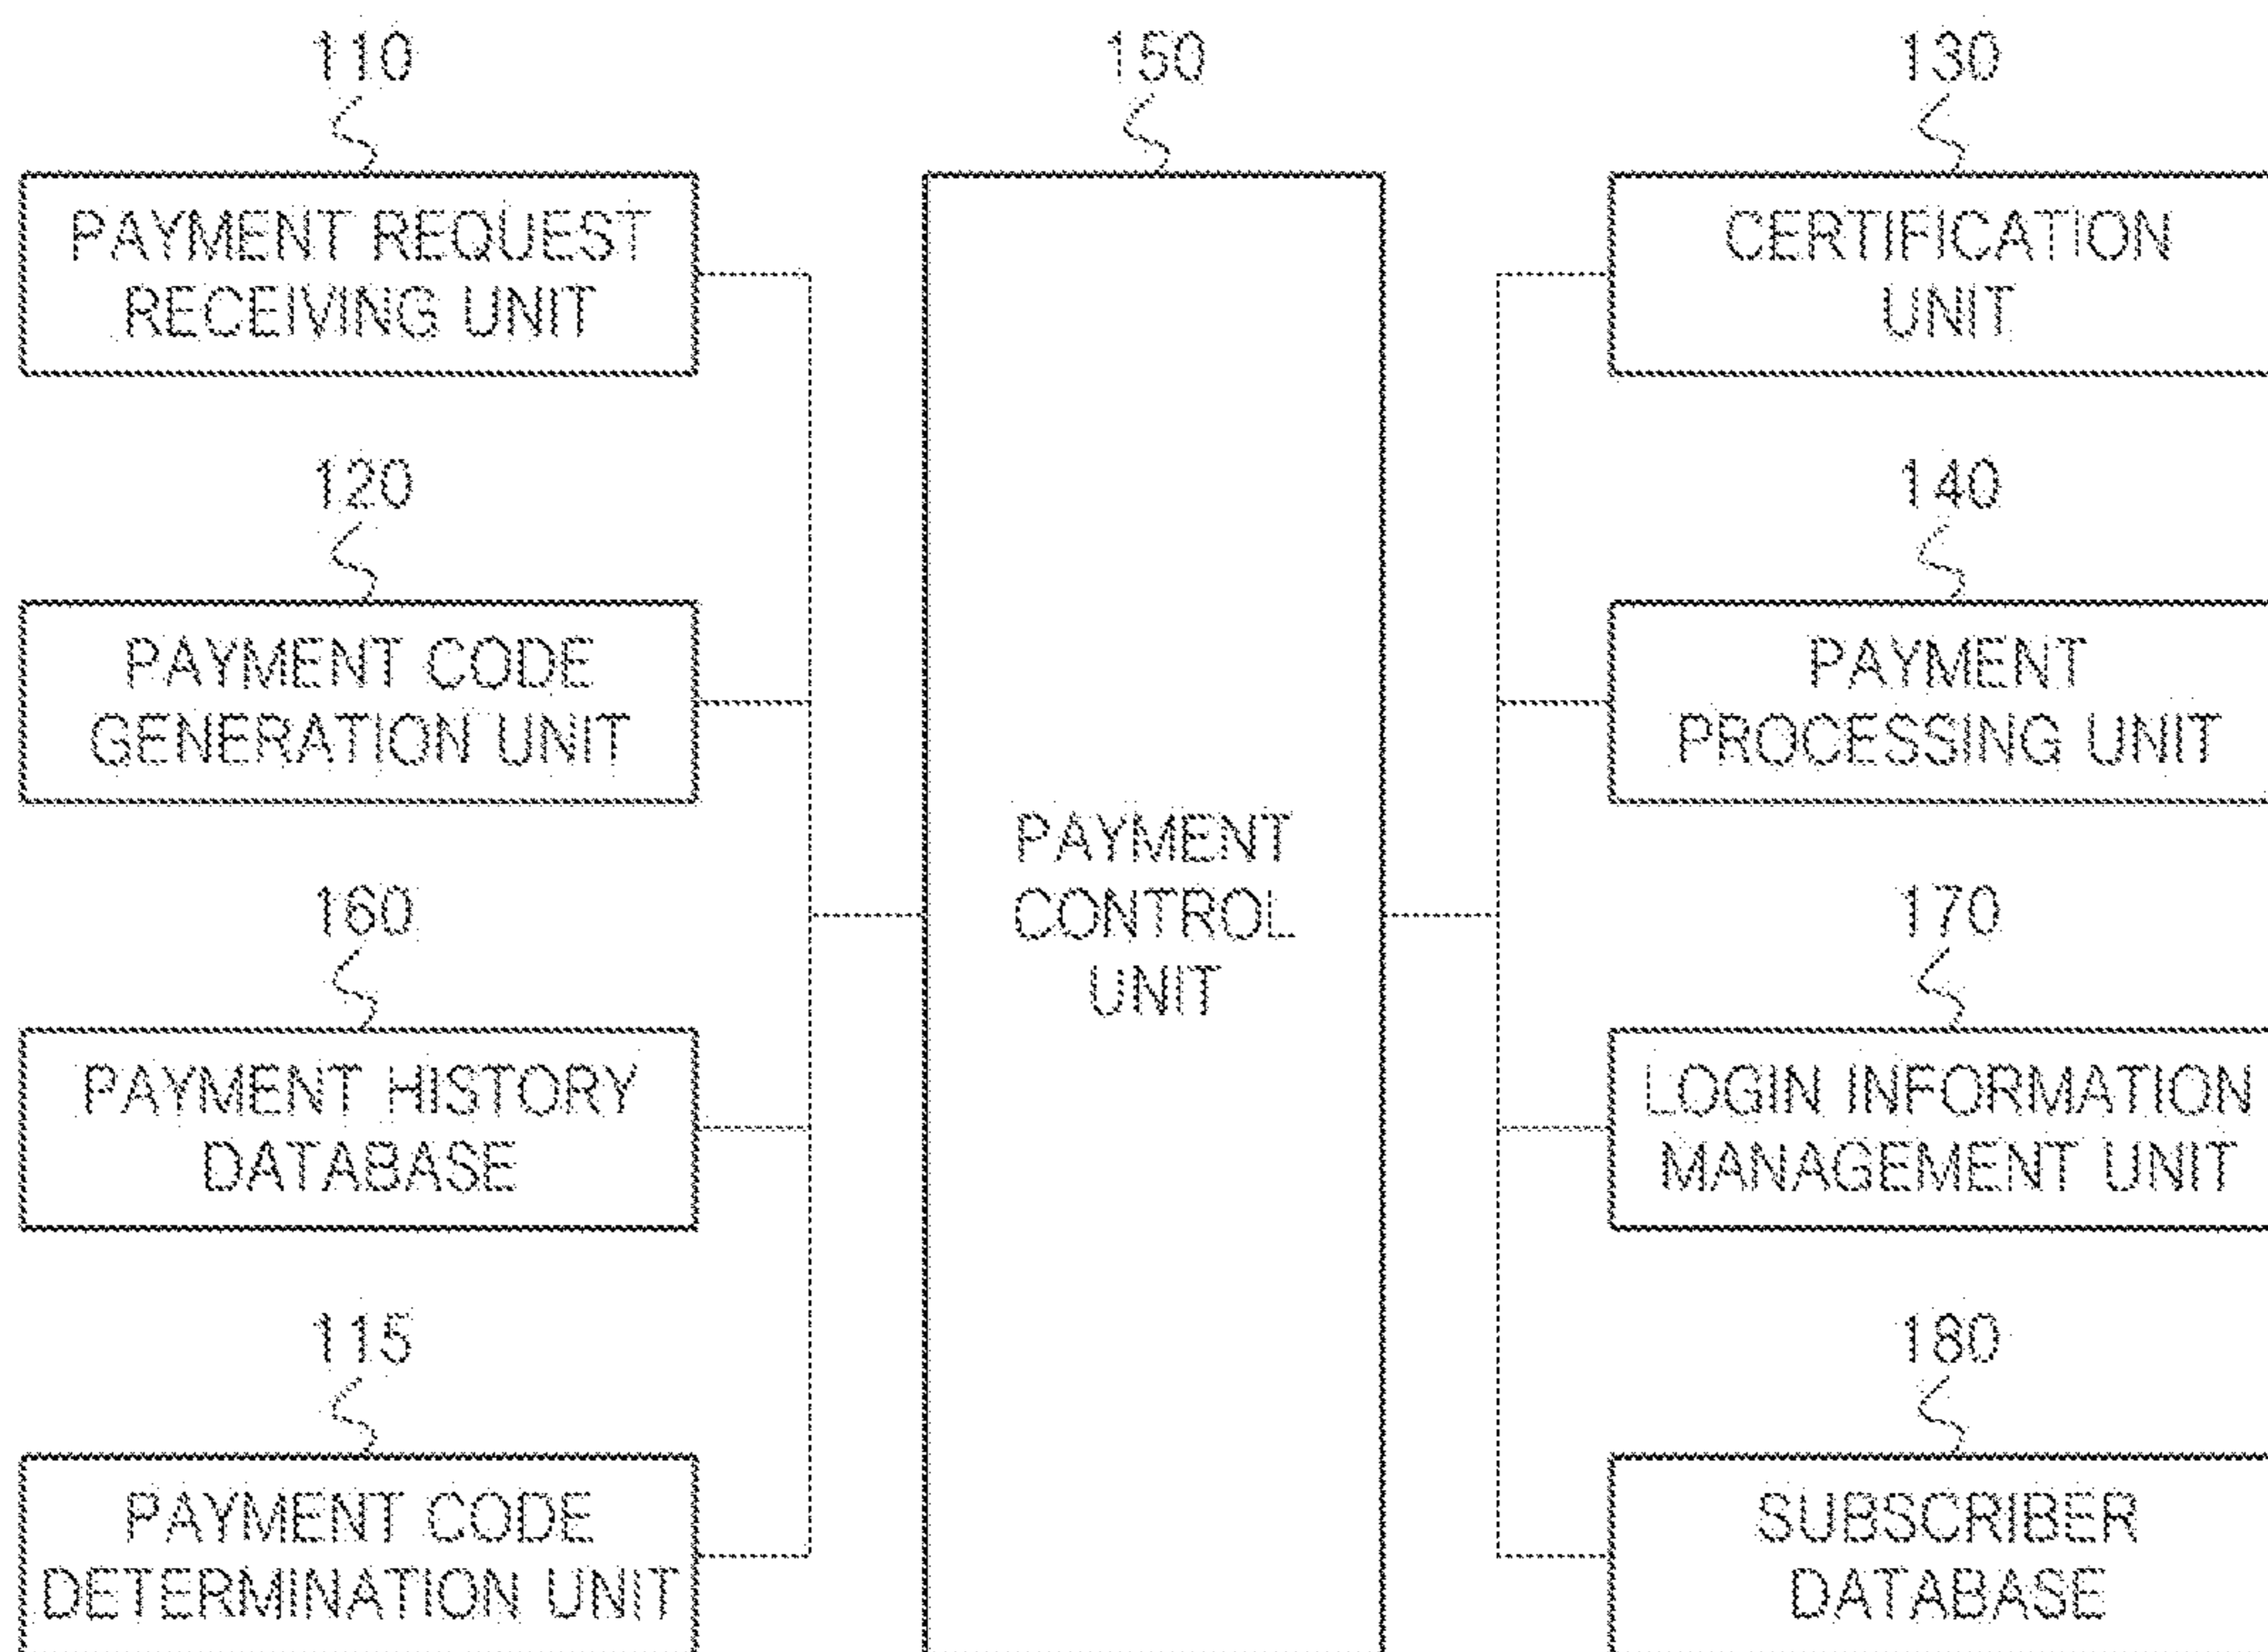 110
PAYMENT REQUEST
RECEIVING UNIT
120
PAYMENT CODE
GENERATION UNIT
160
PAYMENT HISTORY
DATABASE
115
PAYMENT CODE
DETERMINATION UNIT
150
PAYMENT
CONTROL
UNIT
130
CERTIFICATION
UNIT
140
PAYMENT
PROCESSING UNIT
170
LOGIN INFORMATION
MANAGEMENT UNIT
180
SUBSCRIBER
DATABASE